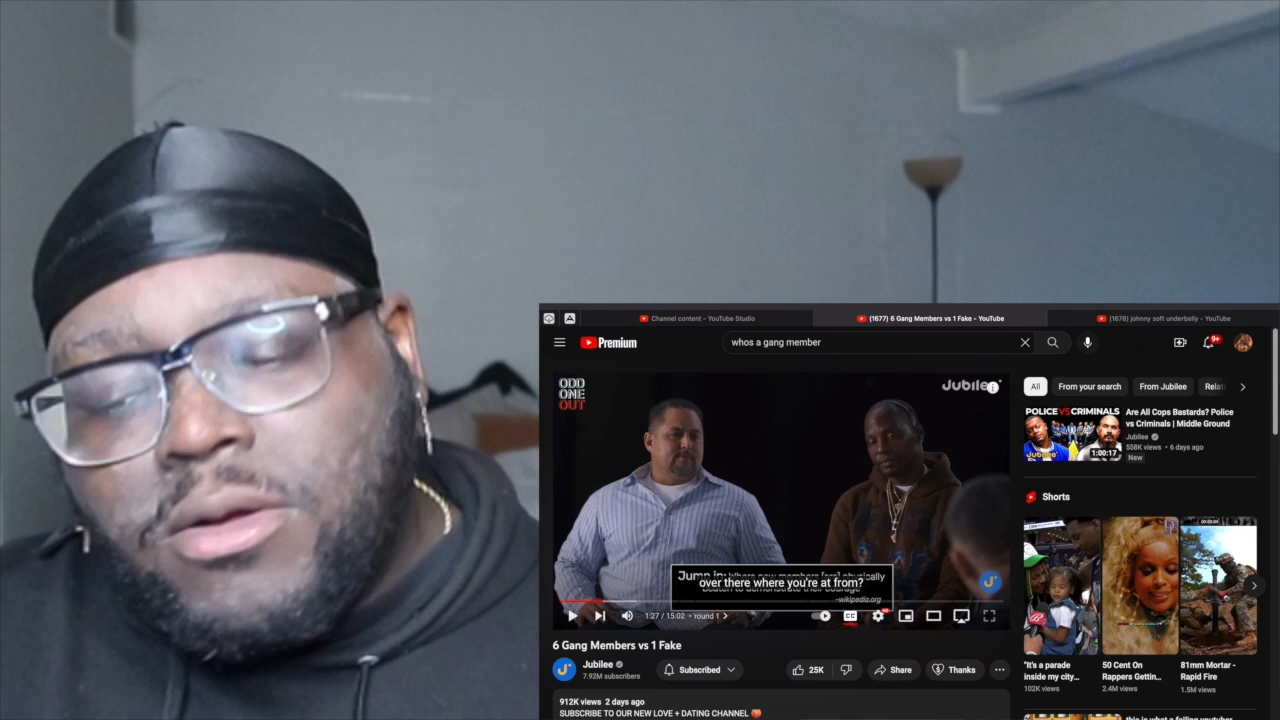 Channel content - YouTube Studio
(1677) 6 Gang Members vs 1 Fake - YouTube
(1678) johnny soft underbelly - YouTube
Premium
whos a gang member
9+
ODD
ONE
OUT
Jubilee
over there where you're at from?
-wikipedia.org
1:27 / 15:02 • round 1
CC
6 Gang Members vs 1 Fake
Jubilee
7.92M subscribers
Subscribed
25K
Share
Thanks
912K views 2 days ago
SUBSCRIBE TO OUR NEW LOVE + DATING CHANNEL
All
From your search
From Jubilee
POLICE VS CRIMINALS
Jubilee
1:00:17
Are All Cops Bastards? Police
vs Criminals | Middle Ground
Jubilee
558K views • 6 days ago
New
Shorts
"It's a parade
inside my city...
102K views
50 Cent On
Rappers Gettin...
2.4M views
81mm Mortar -
Rapid Fire
1.5M views